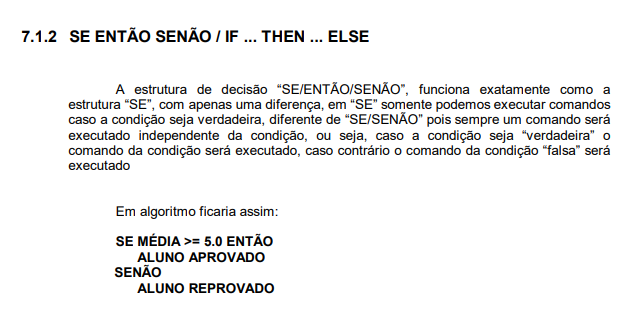 7.1.2 SE ENTÃO SENÃO / IF ... THEN ... ELSE
A estrutura de decisão “SE/ENTÃO/SENÃO”, funciona exatamente como a
estrutura “SE”, com apenas uma diferença, em “SE” somente podemos executar comandos
caso a condição seja verdadeira, diferente de “SE/SENÃO” pois sempre um comando será
executado independente da condição, ou seja, caso a condição seja “verdadeira” o
comando da condição será executado, caso contrário o comando da condição “falsa” será
executado
Em algoritmo ficaria assim:
SE MÉDIA >= 5.0 ENTÃO
ALUNO APROVADO
SENÃO
ALUNO REPROVADO